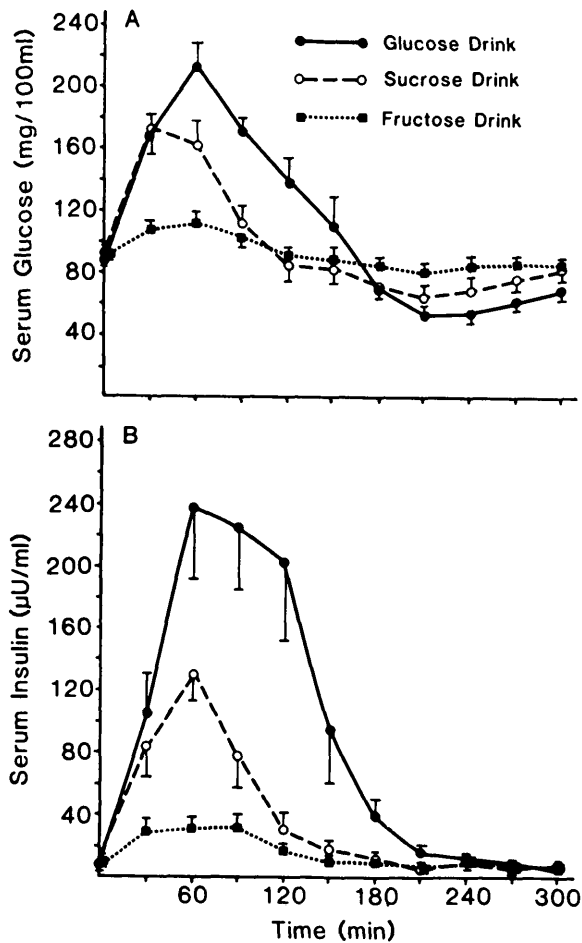 A
Glucose Drink
Sucrose Drink
Fructose Drink
Serum Glucose (mg/100ml)
240
200
160
120
80
40
B
Serum Insulin (μU/ml)
280
240
200
160
120
80
40
60 120 180 240 300
Time (min)